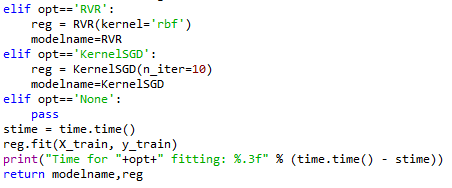 elif opt=='RVR':
reg = RVR(kernel='rbf')
modelname=RVR
elif opt=='KernelSGD':
reg = KernelSGD(n_iter=10)
modelname=KernelSGD
elif opt=='None':
pass
stime = time.time()
reg.fit(X_train, y_train)
print("Time for "+opt+" fitting: %.3f" % (time.time() - stime))
return modelname,reg